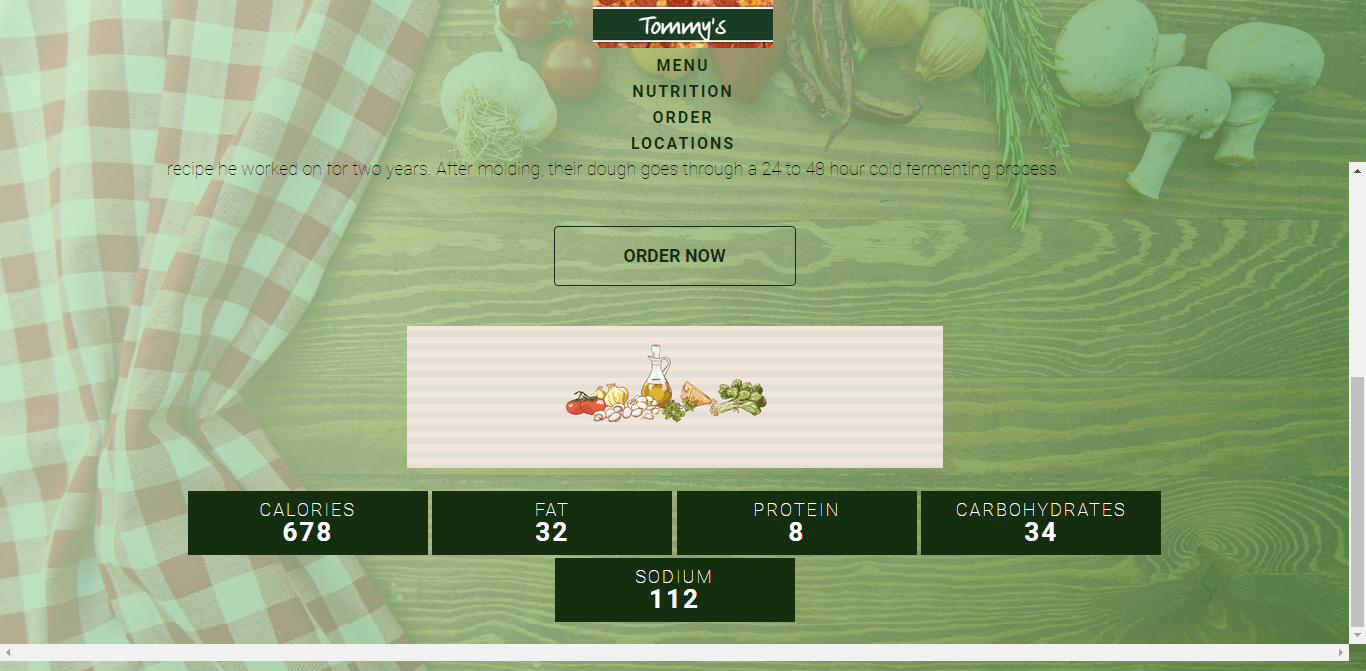 Tommy's
MENU
NUTRITION
ORDER
LOCATIONS
recipe he worked on for two years. After molding, their dough goes through a 24 to 48 hour cold fermenting process.
ORDER NOW
CALORIES
678
FAT
32
PROTEIN
8
CARBOHYDRATES
34
SODIUM
112